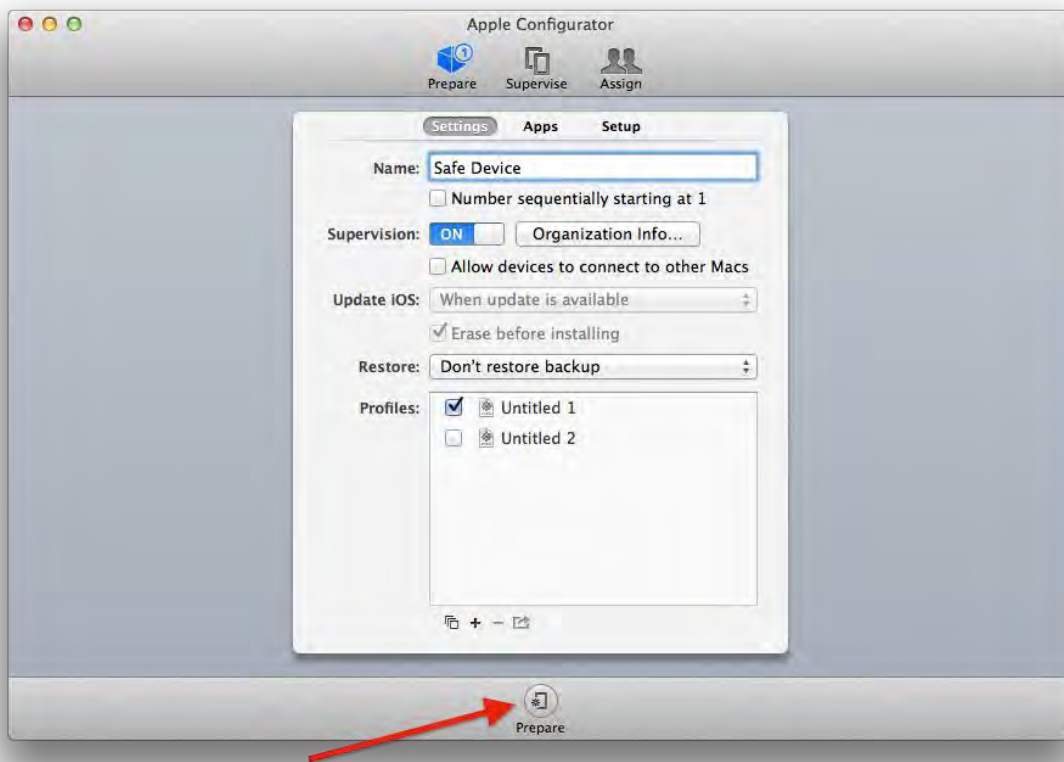 Apple Configurator
1
Prepare Supervise Assign
Settings Apps Setup
Name: Safe Device
Number sequentially starting at 1
Supervision: ON Organization Info...
Allow devices to connect to other Macs
Update iOS: When update is available
Erase before installing
Restore: Don't restore backup
Profiles: Untitled 1
Untitled 2
Prepare